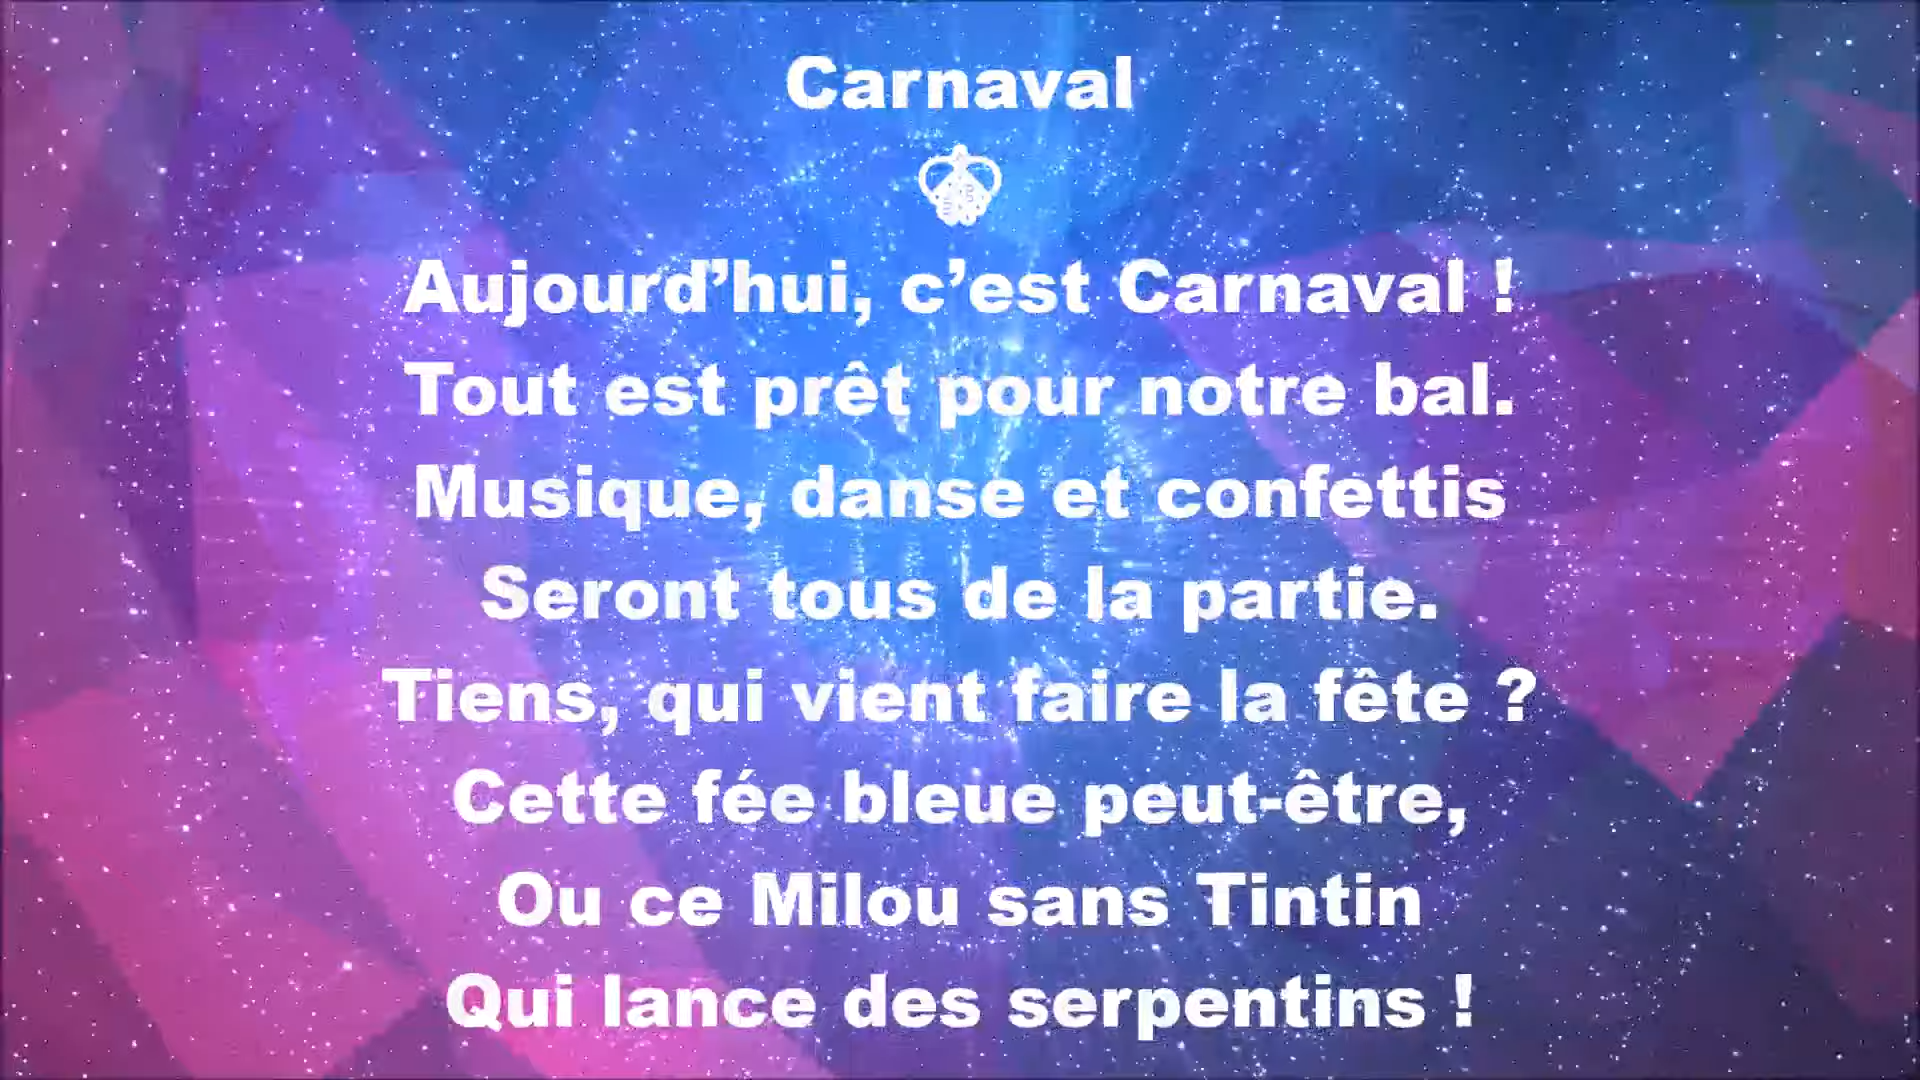 Carnaval
Aujourd’hui, c’est Carnaval !
Tout est prêt pour notre bal.
Musique, danse et confettis
Seront tous de la partie.
Tiens, qui vient faire la fête ?
Cette fée bleue peut-être,
Ou ce Milou sans Tintin
Qui lance des serpentins !